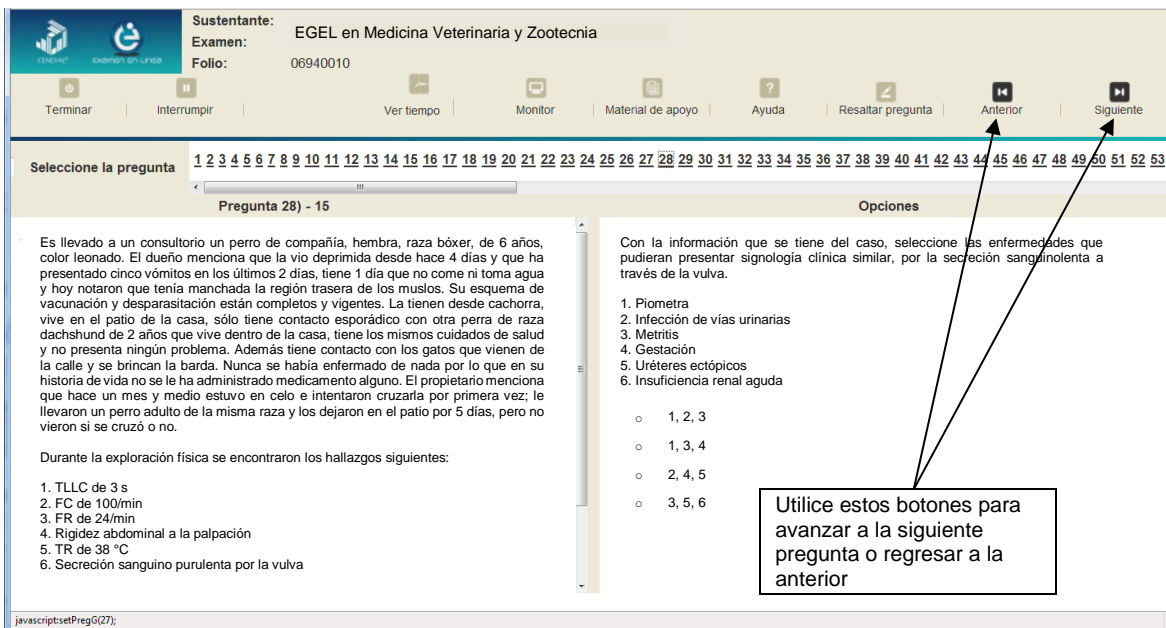 Sustentante:
EGEL en Medicina Veterinaria y Zootecnia
Examen:
Folio: 06940010
CENEVAL
examen en línea
Terminar
Interrumpir
Ver tiempo
Monitor
Material de apoyo
Ayuda
Resaltar pregunta
Anterior
Siguiente
Seleccione la pregunta
1 2 3 4 5 6 7 8 9 10 11 12 13 14 15 16 17 18 19 20 21 22 23 24 25 26 27 28 29 30 31 32 33 34 35 36 37 38 39 40 41 42 43 44 45 46 47 48 49 50 51 52 53
Pregunta 28) - 15
Es llevado a un consultorio un perro de compañía, hembra, raza bóxer, de 6 años,
color leonado. El dueño menciona que la vio deprimida desde hace 4 días y que ha
presentado cinco vómitos en los últimos 2 días, tiene 1 día que no come ni toma agua
y hoy notaron que tenía manchada la región trasera de los muslos. Su esquema de
vacunación y desparasitación están completos y vigentes. La tienen desde cachorra,
vive en el patio de la casa, sólo tiene contacto esporádico con otra perra de raza
dachshund de 2 años que vive dentro de la casa, tiene los mismos cuidados de salud
y no presenta ningún problema. Además tiene contacto con los gatos que vienen de
la calle y se brincan la barda. Nunca se había enfermado de nada por lo que en su
historia de vida no se le ha administrado medicamento alguno. El propietario menciona
que hace un mes y medio estuvo en celo e intentaron cruzarla por primera vez; le
llevaron un perro adulto de la misma raza y los dejaron en el patio por 5 días, pero no
vieron si se cruzó o no.
Durante la exploración física se encontraron los hallazgos siguientes:
1. TLLC de 3 s
2. FC de 100/min
3. FR de 24/min
4. Rigidez abdominal a la palpación
5. TR de 38 °C
6. Secreción sanguino purulenta por la vulva
Opciones
Con la información que se tiene del caso, seleccione las enfermedades que
pudieran presentar signología clínica similar, por la secreción sanguinolenta a
través de la vulva.
1. Piometra
2. Infección de vías urinarias
3. Metritis
4. Gestación
5. Uréteres ectópicos
6. Insuficiencia renal aguda
1, 2, 3
1, 3, 4
2, 4, 5
3, 5, 6
Utilice estos botones para
avanzar a la siguiente
pregunta o regresar a la
anterior
javascript:setPregG(27);